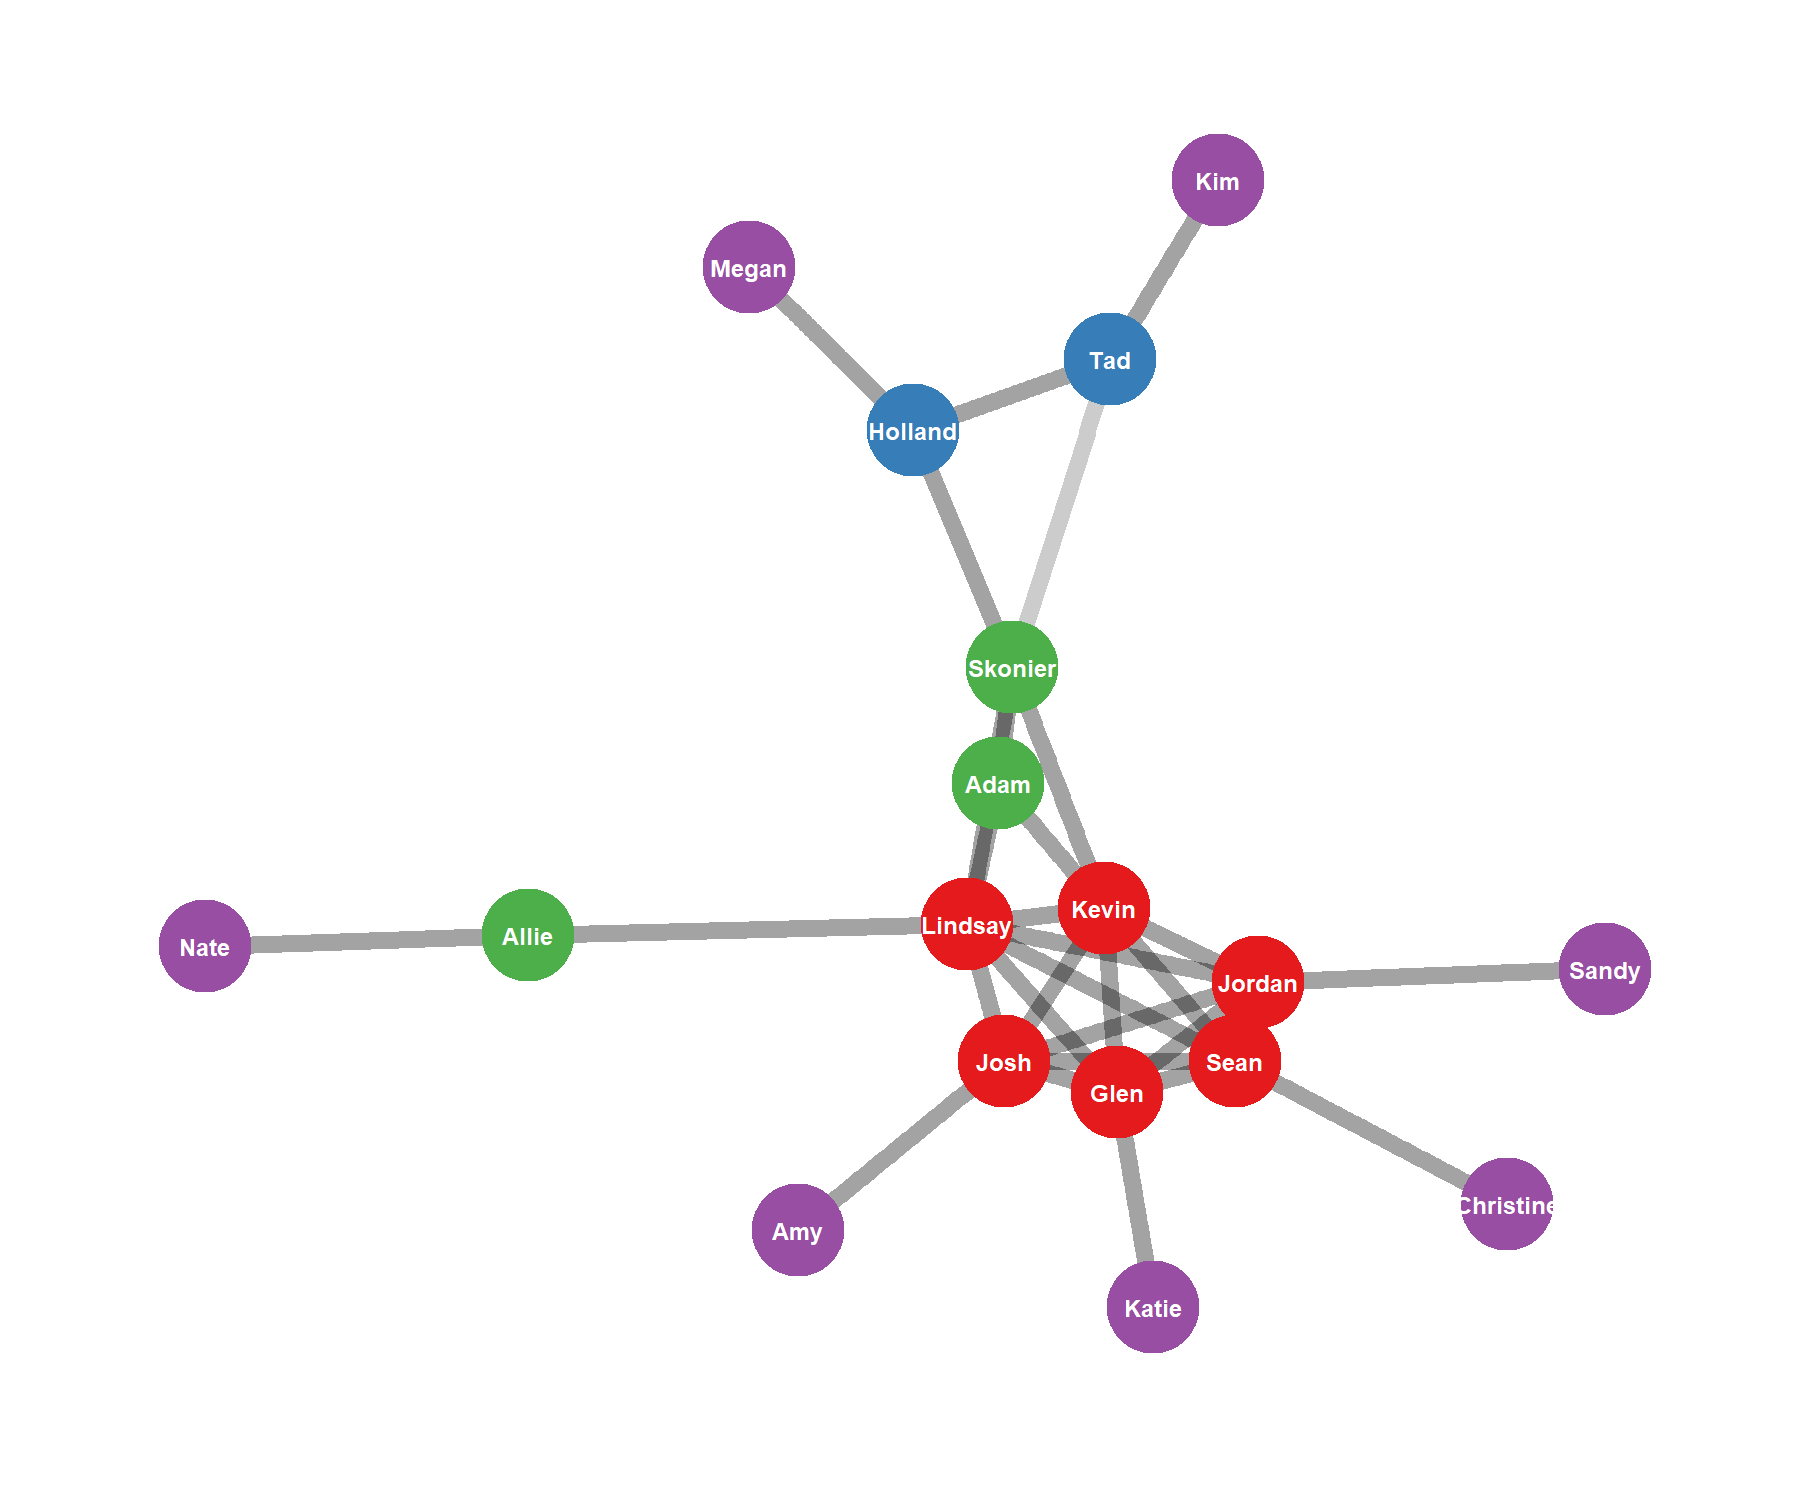 Kim
Megan
Tad
Holland
Skonier
Adam
Kevin
Lindsay
Allie
Nate
Sandy
Jordan
Josh
Sean
Glen
Christine
Amy
Katie